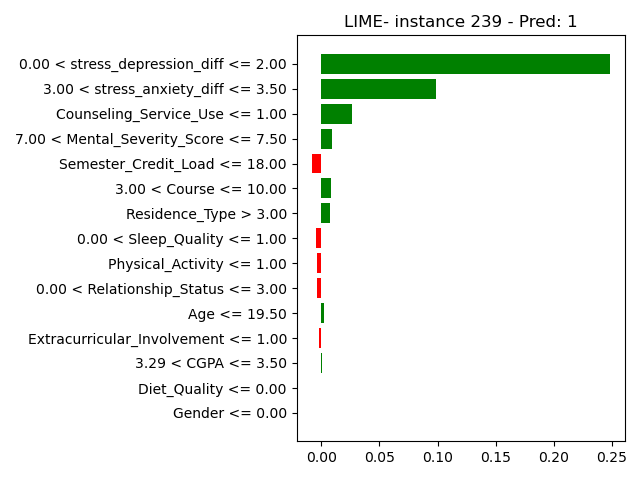 LIME- instance 239 - Pred: 1
0.00 < stress_depression_diff <= 2.00
3.00 < stress_anxiety_diff <= 3.50
Counseling_Service_Use <= 1.00
7.00 < Mental_Severity_Score <= 7.50
Semester_Credit_Load <= 18.00
3.00 < Course <= 10.00
Residence_Type > 3.00
0.00 < Sleep_Quality <= 1.00
Physical_Activity <= 1.00
0.00 < Relationship_Status <= 3.00
Age <= 19.50
Extracurricular_Involvement <= 1.00
3.29 < CGPA <= 3.50
Diet_Quality <= 0.00
Gender <= 0.00
0.00 0.05 0.10 0.15 0.20 0.25